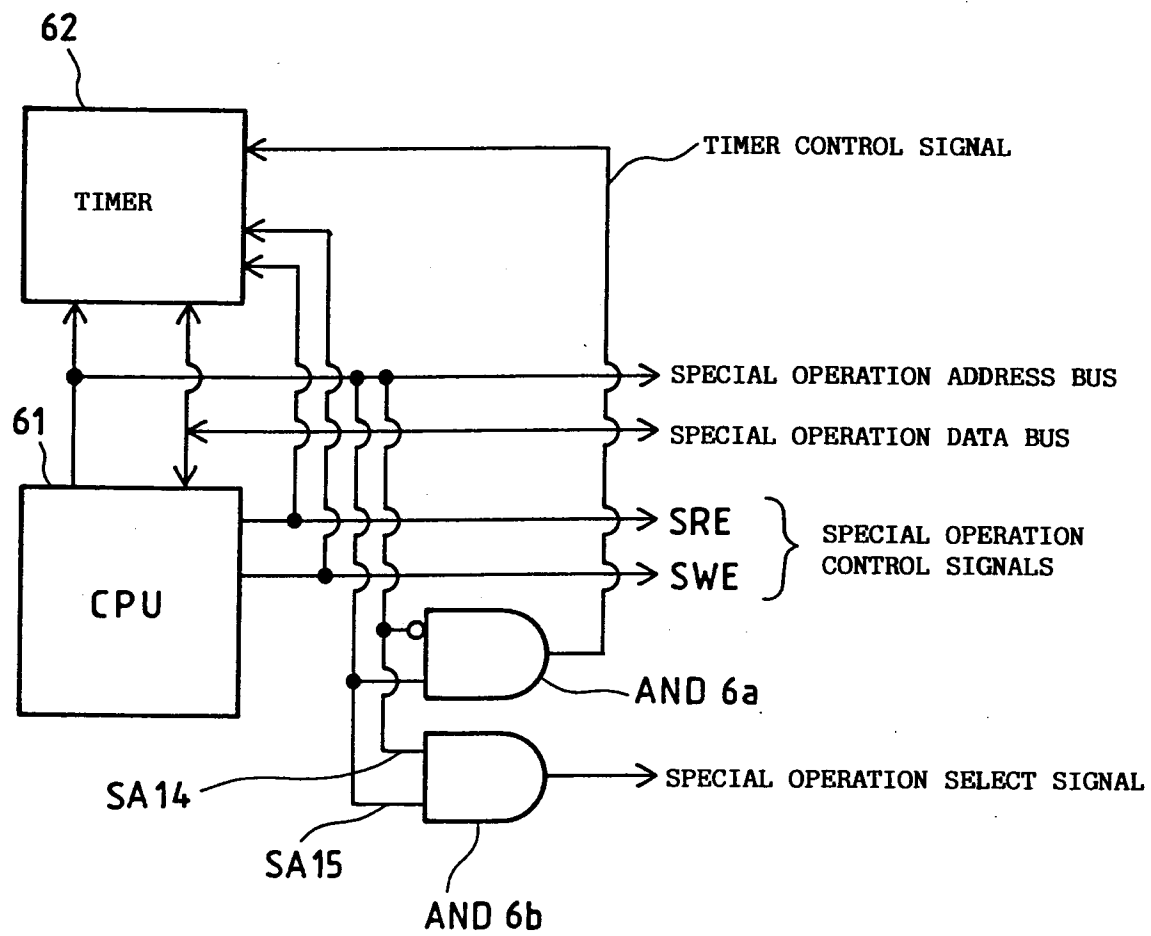 62
TIMER CONTROL SIGNAL
TIMER
SPECIAL OPERATION ADDRESS BUS
61
SPECIAL OPERATION DATA BUS
SRE
SPECIAL OPERATION
CONTROL SIGNALS
SWE
CPU
AND 6a
SPECIAL OPERATION SELECT SIGNAL
SA14
SA15
AND 6b